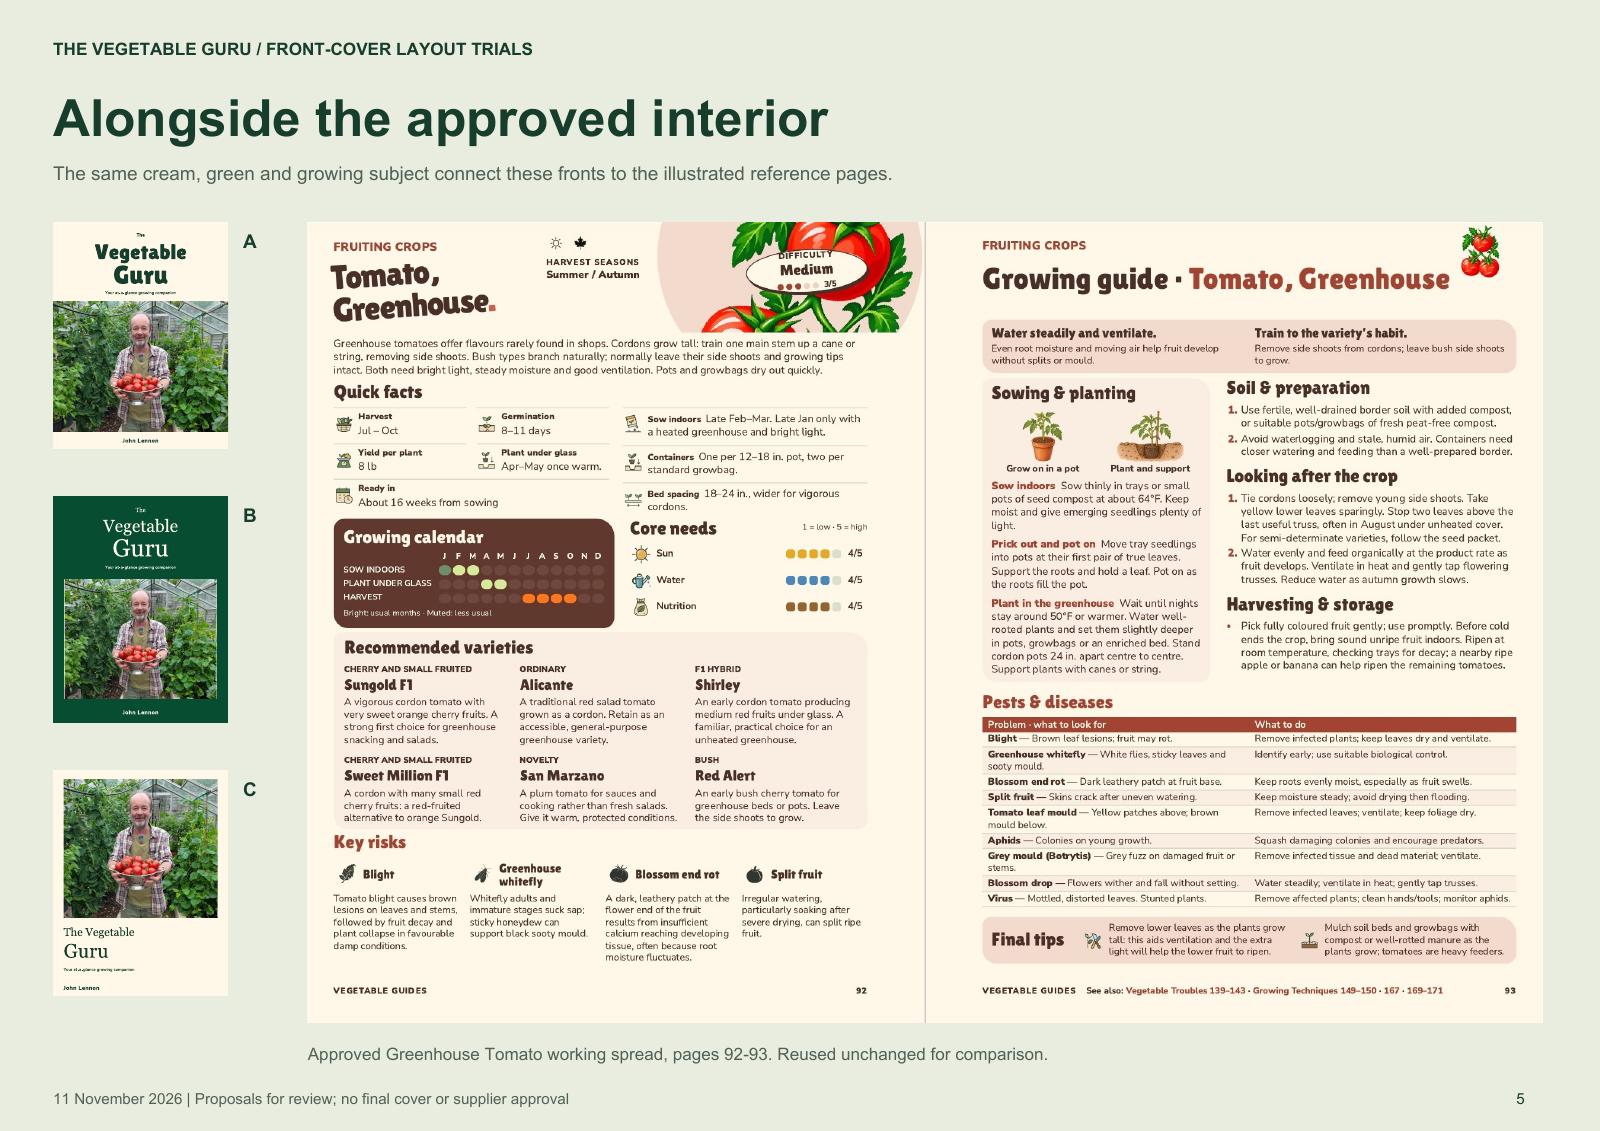 THE VEGETABLE GURU / FRONT-COVER LAYOUT TRIALS
Alongside the approved interior
The same cream, green and growing subject connect these fronts to the illustrated reference pages.
The
Vegetable
Guru
Your at-a-glance growing companion
John Lennon
A
The
Vegetable
Guru
Your at-a-glance growing companion
John Lennon
B
The Vegetable
Guru
Your at-a-glance growing companion
John Lennon
C
FRUITING CROPS
Tomato,
Greenhouse.
HARVEST SEASONS
Summer / Autumn
DIFFICULTY
Medium
3/5
Greenhouse tomatoes offer flavours rarely found in shops. Cordons grow tall: train one main stem up a cane or
string, removing side shoots. Bush types branch naturally; normally leave their side shoots and growing tips
intact. Both need bright light, steady moisture and good ventilation. Pots and growbags dry out quickly.
Quick facts
Harvest
Jul – Oct
Germination
8–11 days
Sow indoors Late Feb–Mar. Late Jan only with
a heated greenhouse and bright light.
Yield per plant
8 lb
Plant under glass
Apr–May once warm.
Containers One per 12–18 in. pot, two per
standard growbag.
Ready in
About 16 weeks from sowing
Bed spacing 18–24 in., wider for vigorous
cordons.
Growing calendar
J F M A M J J A S O N D
SOW INDOORS
PLANT UNDER GLASS
HARVEST
Bright: usual months · Muted: less usual
Core needs
1 = low · 5 = high
Sun 4/5
Water 4/5
Nutrition 4/5
Recommended varieties
CHERRY AND SMALL FRUITED
Sungold F1
A vigorous cordon tomato with
very sweet orange cherry fruits. A
strong first choice for greenhouse
snacking and salads.
ORDINARY
Alicante
A traditional red salad tomato
grown as a cordon. Retain as an
accessible, general-purpose
greenhouse variety.
F1 HYBRID
Shirley
An early cordon tomato producing
medium red fruits under glass. A
familiar, practical choice for an
unheated greenhouse.
CHERRY AND SMALL FRUITED
Sweet Million F1
A cordon with many small red
cherry fruits: a red-fruited
alternative to orange Sungold.
NOVELTY
San Marzano
A plum tomato for sauces and
cooking rather than fresh salads.
Give it warm, protected conditions.
BUSH
Red Alert
An early bush cherry tomato for
greenhouse beds or pots. Leave
the side shoots to grow.
Key risks
Blight
Tomato blight causes brown
lesions on leaves and stems,
followed by fruit decay and
plant collapse in favourable
damp conditions.
Greenhouse
whitefly
Whitefly adults and
immature stages suck sap;
sticky honeydew can
support black sooty mould.
Blossom end rot
A dark, leathery patch at the
flower end of the fruit
results from insufficient
calcium reaching developing
tissue, often because root
moisture fluctuates.
Split fruit
Irregular watering,
particularly soaking after
severe drying, can split ripe
fruit.
VEGETABLE GUIDES
92
FRUITING CROPS
Growing guide · Tomato, Greenhouse
Water steadily and ventilate.
Even root moisture and moving air help fruit develop
without splits or mould.
Train to the variety's habit.
Remove side shoots from cordons; leave bush side shoots
to grow.
Sowing & planting
Grow on in a pot
Plant and support
Sow indoors Sow thinly in trays or small
pots of seed compost at about 64°F. Keep
moist and give emerging seedlings plenty of
light.
Prick out and pot on Move tray seedlings
into pots at their first pair of true leaves.
Support the roots and hold a leaf. Pot on as
the roots fill the pot.
Plant in the greenhouse Wait until nights
stay around 50°F or warmer. Water well-
rooted plants and set them slightly deeper
in pots, growbags or an enriched bed. Stand
cordon pots 24 in. apart centre to centre.
Support plants with canes or string.
Soil & preparation
1. Use fertile, well-drained border soil with added compost,
or suitable pots/growbags of fresh peat-free compost.
2. Avoid waterlogging and stale, humid air. Containers need
closer watering and feeding than a well-prepared border.
Looking after the crop
1. Tie cordons loosely; remove young side shoots. Take
yellow lower leaves sparingly. Stop two leaves above the
last useful truss, often in August under unheated cover.
For semi-determinate varieties, follow the seed packet.
2. Water evenly and feed organically at the product rate as
fruit develops. Ventilate in heat and gently tap flowering
trusses. Reduce water as autumn growth slows.
Harvesting & storage
• Pick fully coloured fruit gently; use promptly. Before cold
ends the crop, bring sound unripe fruit indoors. Ripen at
room temperature, checking trays for decay; a nearby ripe
apple or banana can help ripen the remaining tomatoes.
Pests & diseases
Problem · what to look for What to do
Blight — Brown leaf lesions; fruit may rot. Remove infected plants; keep leaves dry and ventilate.
Greenhouse whitefly — White flies, sticky leaves and
sooty mould.
Identify early; use suitable biological control.
Blossom end rot — Dark leathery patch at fruit base. Keep roots evenly moist, especially as fruit swells.
Split fruit — Skins crack after uneven watering. Keep moisture steady; avoid drying then flooding.
Tomato leaf mould — Yellow patches above; brown
mould below.
Remove infected leaves; ventilate; keep foliage dry.
Aphids — Colonies on young growth. Squash damaging colonies and encourage predators.
Grey mould (Botrytis) — Grey fuzz on damaged fruit or
stems.
Remove infected tissue and dead material; ventilate.
Blossom drop — Flowers wither and fall without setting. Water steadily; ventilate in heat; gently tap trusses.
Virus — Mottled, distorted leaves. Stunted plants. Remove affected plants; clean hands/tools; monitor aphids.
Final tips
Remove lower leaves as the plants grow
tall: this aids ventilation and the extra
light will help the lower fruit to ripen.
Mulch soil beds and growbags with
compost or well-rotted manure as the
plants grow; tomatoes are heavy feeders.
VEGETABLE GUIDES See also: Vegetable Troubles 139–143 · Growing Techniques 149–150 · 167 · 169–171
93
Approved Greenhouse Tomato working spread, pages 92-93. Reused unchanged for comparison.
11 November 2026 | Proposals for review; no final cover or supplier approval
5